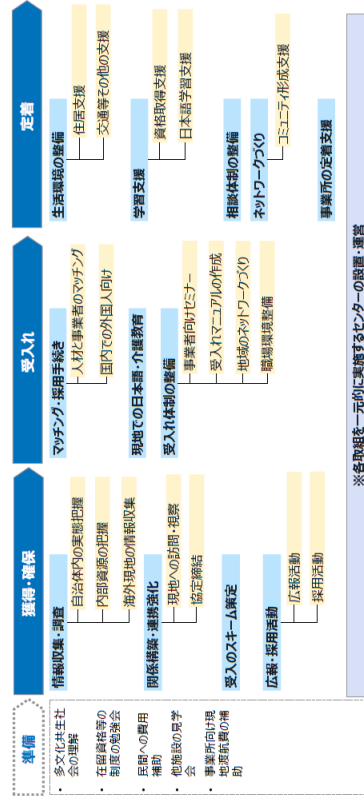 準備
・ 多文化共生社
会の理解
・ 在留資格等の
制度の勉強会
・ 民間への費用
補助
・ 他施設の見学
会
・ 事業所向け現
地渡航費の補
助
獲得・確保
情報収集・調査
自治体内の実態把握
内部資源の把握
海外現地の情報収集
関係構築・連携強化
現地への訪問・視察
協定締結
受入のスキーム策定
広報・採用活動
広報活動
採用活動
受入れ
マッチング・採用手続き
人材と事業者のマッチング
国内での外国人向け
現地での日本語・介護教育
受入れ体制の整備
事業者向けセミナー
受入れマニュアルの作成
地域のネットワークづくり
職場環境整備
定着
生活環境の整備
住居支援
交通等その他の支援
学習支援
資格取得支援
日本語学習支援
相談体制の整備
ネットワークづくり
コミュニティ形成支援
事業所の定着支援
※各取組を一元的に実施するセンターの設置・運営